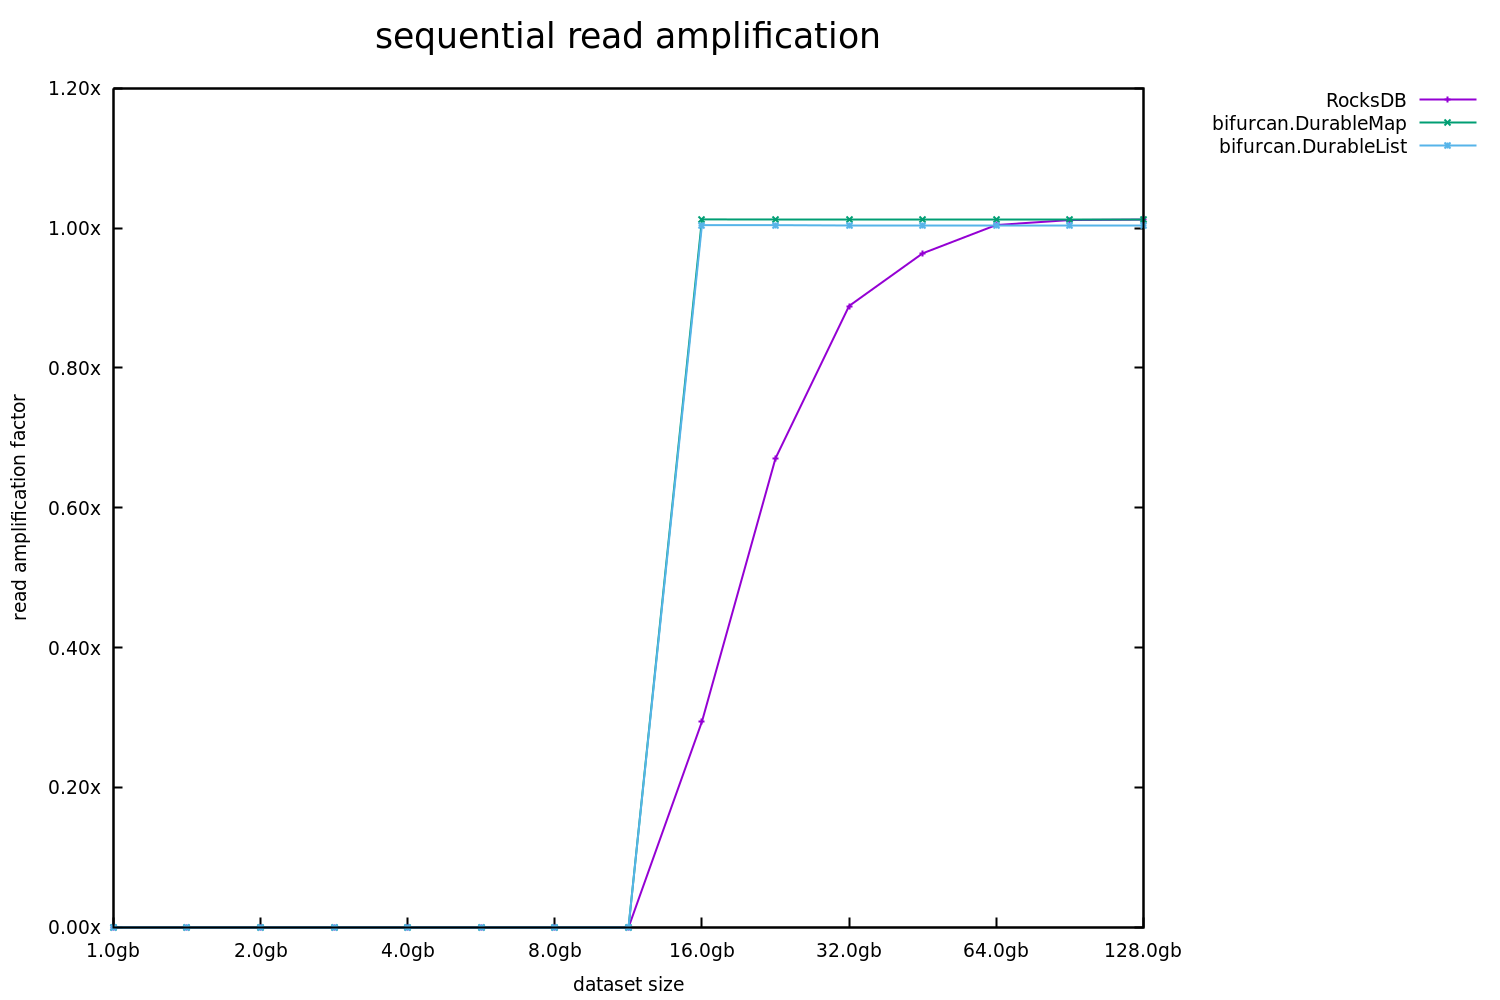 sequential read amplification
RocksDB
bifurcan.DurableMap
bifurcan.DurableList
1.20x
1.00x
0.80x
0.60x
0.40x
0.20x
0.00x
read amplification factor
1.0gb 2.0gb 4.0gb 8.0gb 16.0gb 32.0gb 64.0gb 128.0gb
dataset size